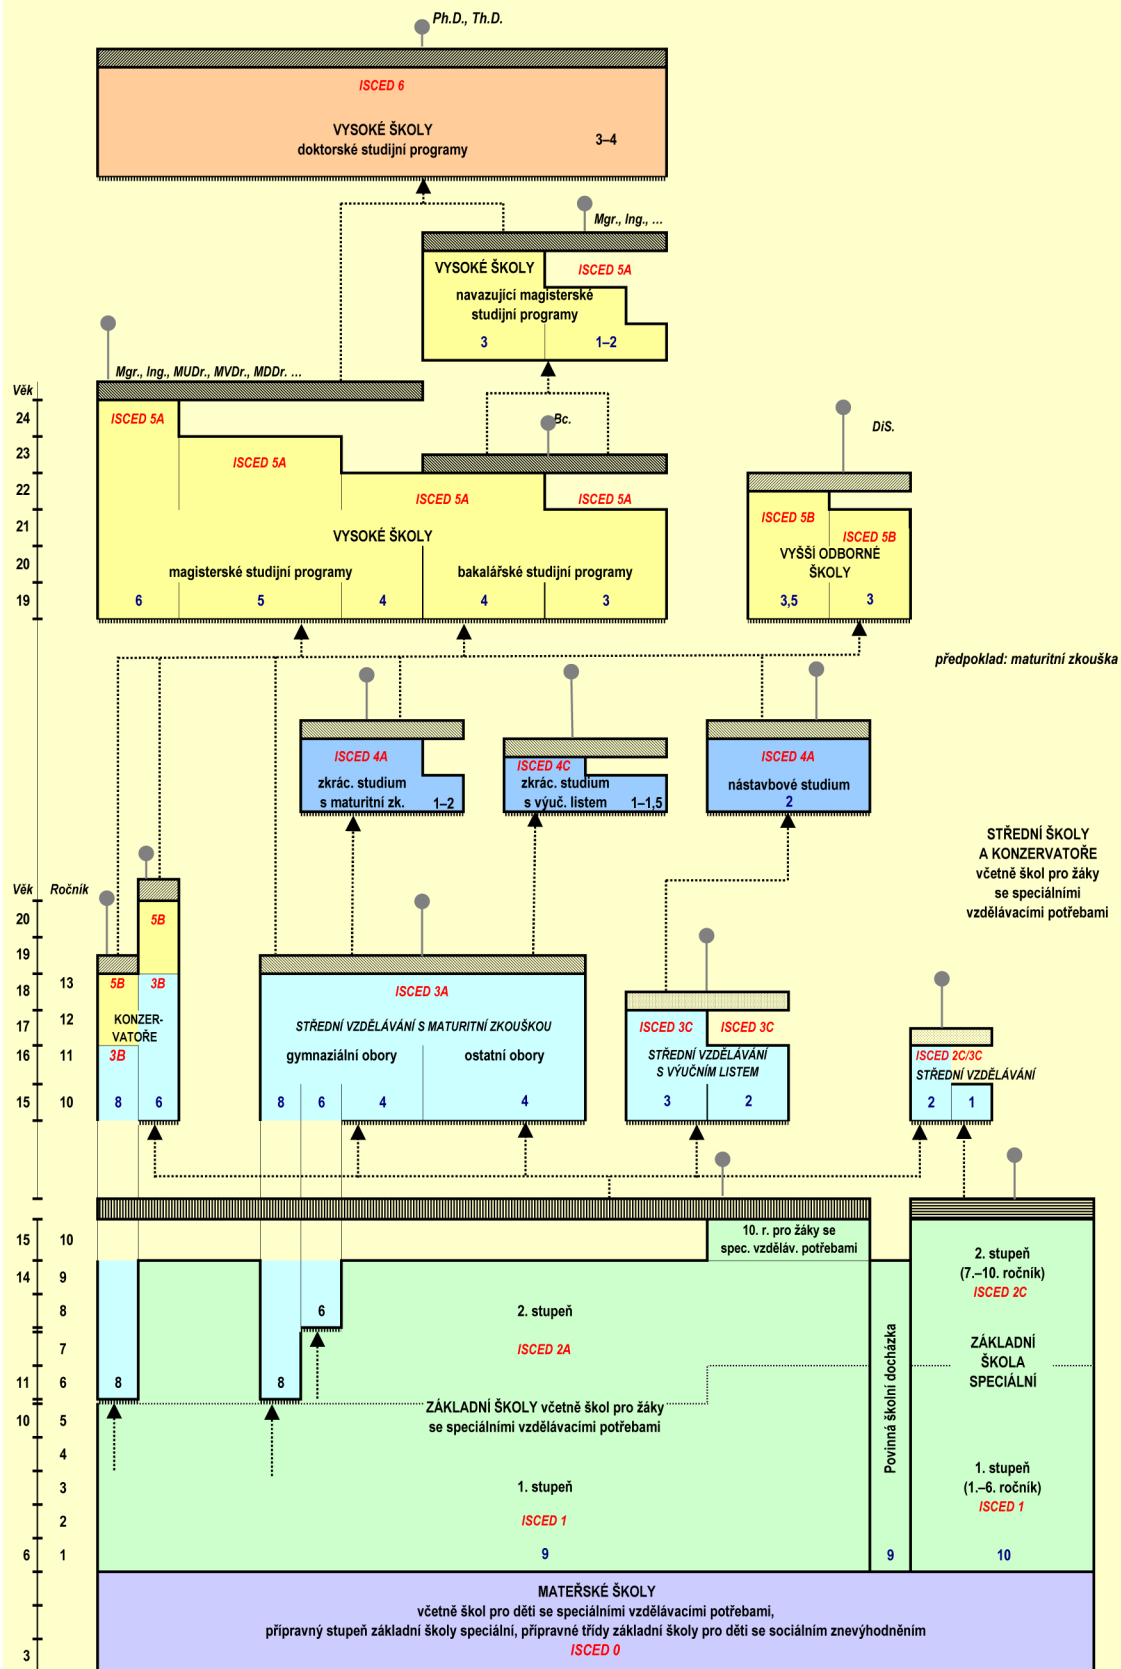 Ph.D., Th.D.
ISCED 6
VYSOKÉ ŠKOLY
doktorské studijní programy
3–4
Mgr., Ing., …
VYSOKÉ ŠKOLY
ISCED 5A
navazující magisterské
studijní programy
3
1–2
Mgr., Ing., MUDr., MVDr., MDDr. …
Věk
24
23
22
21
20
19
ISCED 5A
ISCED 5A
ISCED 5A
Bc.
ISCED 5A
VYSOKÉ ŠKOLY
magisterské studijní programy
bakalářské studijní programy
6
5
4
4
3
DiS.
ISCED 5B
ISCED 5B
VYŠŠÍ ODBORNÉ
ŠKOLY
3,5
3
předpoklad: maturitní zkouška
ISCED 4A
zkrác. studium
s maturitní zk.
1–2
ISCED 4C
zkrác. studium
s výuč. listem
1–1,5
ISCED 4A
nástavbové studium
2
STŘEDNÍ ŠKOLY
A KONZERVATOŘE
včetně škol pro žáky
se speciálními
vzdělávacími potřebami
Věk
Ročník
20
19
18
13
17
12
16
11
15
10
5B
5B
3B
KONZER-
VATOŘE
3B
8
6
ISCED 3A
STŘEDNÍ VZDĚLÁVÁNÍ S MATURITNÍ ZKOUŠKOU
gymnaziální obory
ostatní obory
8
6
4
4
ISCED 3C
ISCED 3C
STŘEDNÍ VZDĚLÁVÁNÍ
S VÝUČNÍM LISTEM
3
2
ISCED 2C/3C
STŘEDNÍ VZDĚLÁVÁNÍ
2
1
15
10
14
9
8
7
11
6
10
5
4
3
2
6
1
10. r. pro žáky se
spec. vzděláv. potřebami
6
8
8
2. stupeň
ISCED 2A
ZÁKLADNÍ ŠKOLY včetně škol pro žáky
se speciálními vzdělávacími potřebami
1. stupeň
ISCED 1
9
Povinná školní docházka
9
2. stupeň
(7.–10. ročník)
ISCED 2C
ZÁKLADNÍ
ŠKOLA
SPECIÁLNÍ
1. stupeň
(1.–6. ročník)
ISCED 1
10
MATEŘSKÉ ŠKOLY
včetně škol pro děti se speciálními vzdělávacími potřebami,
přípravný stupeň základní školy speciální, přípravné třídy základní školy pro děti se sociálním znevýhodněním
ISCED 0
3